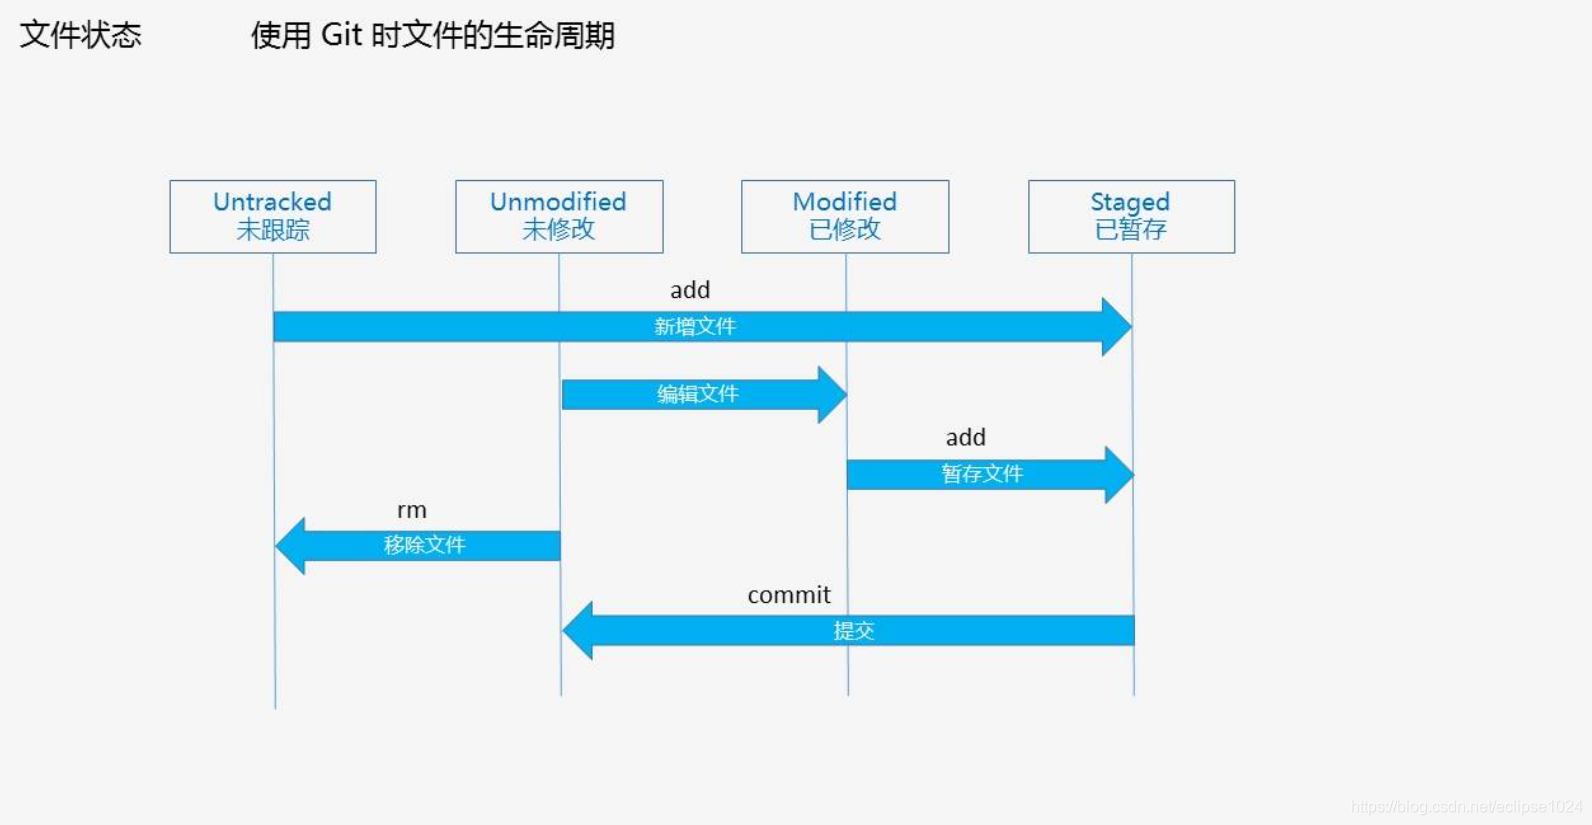 文件状态 使用 Git 时文件的生命周期
Untracked
未跟踪
Unmodified
未修改
Modified
已修改
Staged
已暂存
add
新增文件
编辑文件
add
暂存文件
rm
移除文件
commit
提交
https://blog.csdn.net/eclipse1024